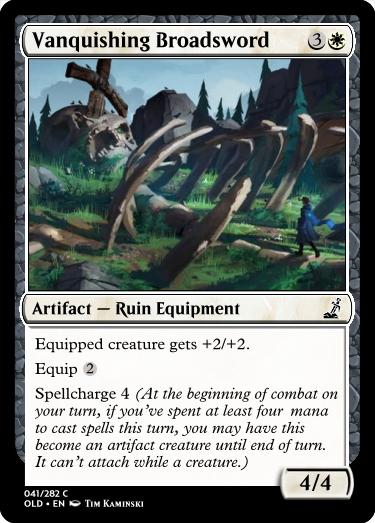 Vanquishing Broadsword 3
Artifact — Ruin Equipment
Equipped creature gets +2/+2.
Equip 2
Spellcharge 4 (At the beginning of combat on
your turn, if you've spent at least four mana
to cast spells this turn, you may have this
become an artifact creature until end of turn.
It can't attach while a creature.)
4/4
041/282 C
OLD • EN Tim Kaminski